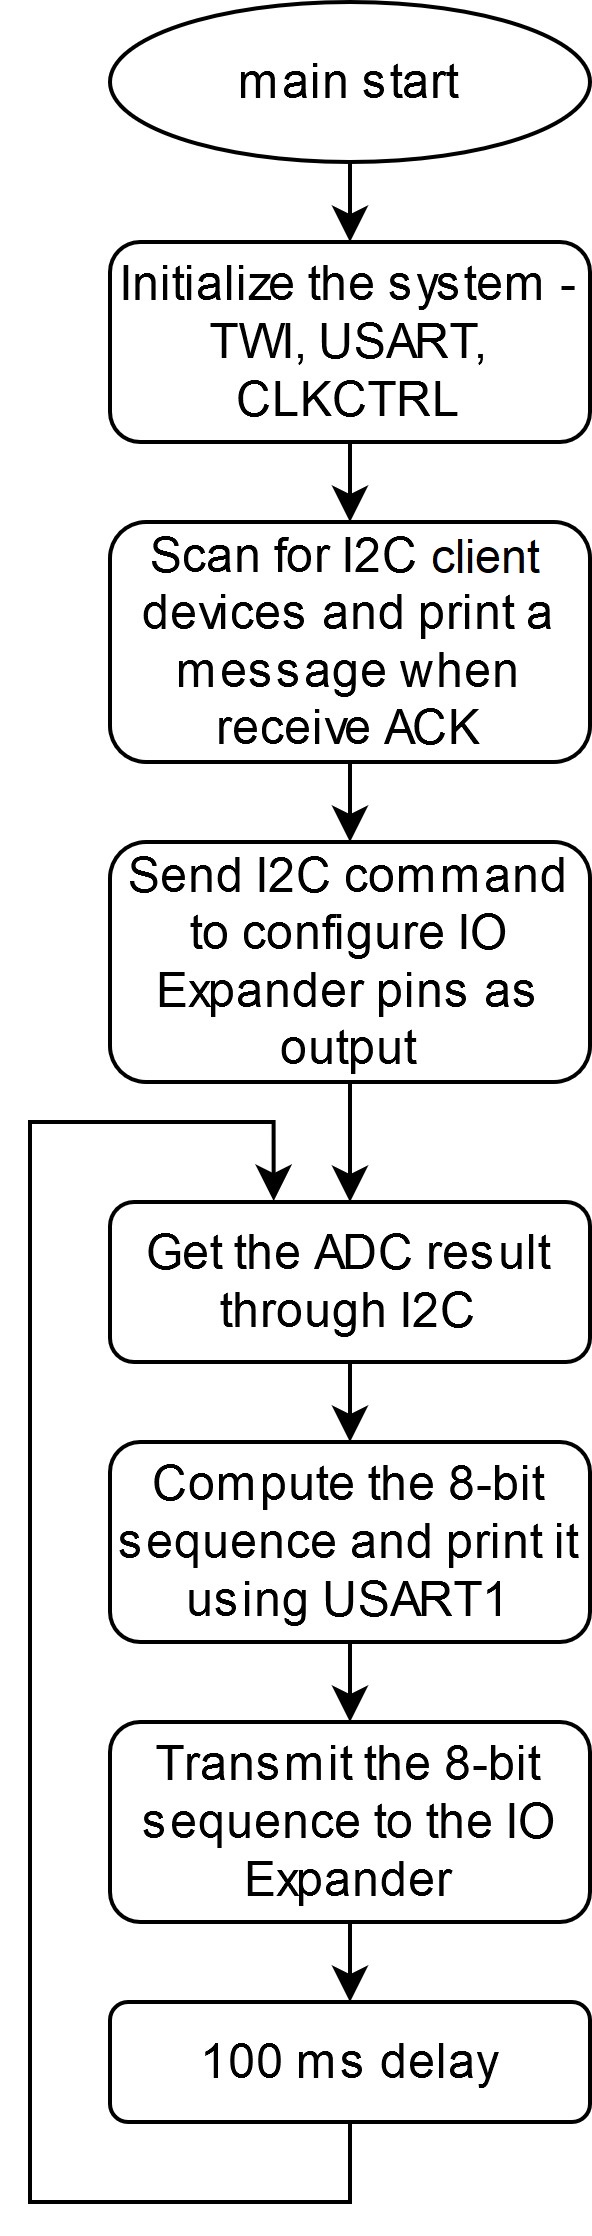 main start
Initialize the system -
TWI, USART,
CLKCTRL
Scan for I2C client
devices and print a
message when
receive ACK
Send I2C command
to configure IO
Expander pins as
output
Get the ADC result
through I2C
Compute the 8-bit
sequence and print it
using USART1
Transmit the 8-bit
sequence to the IO
Expander
100 ms delay